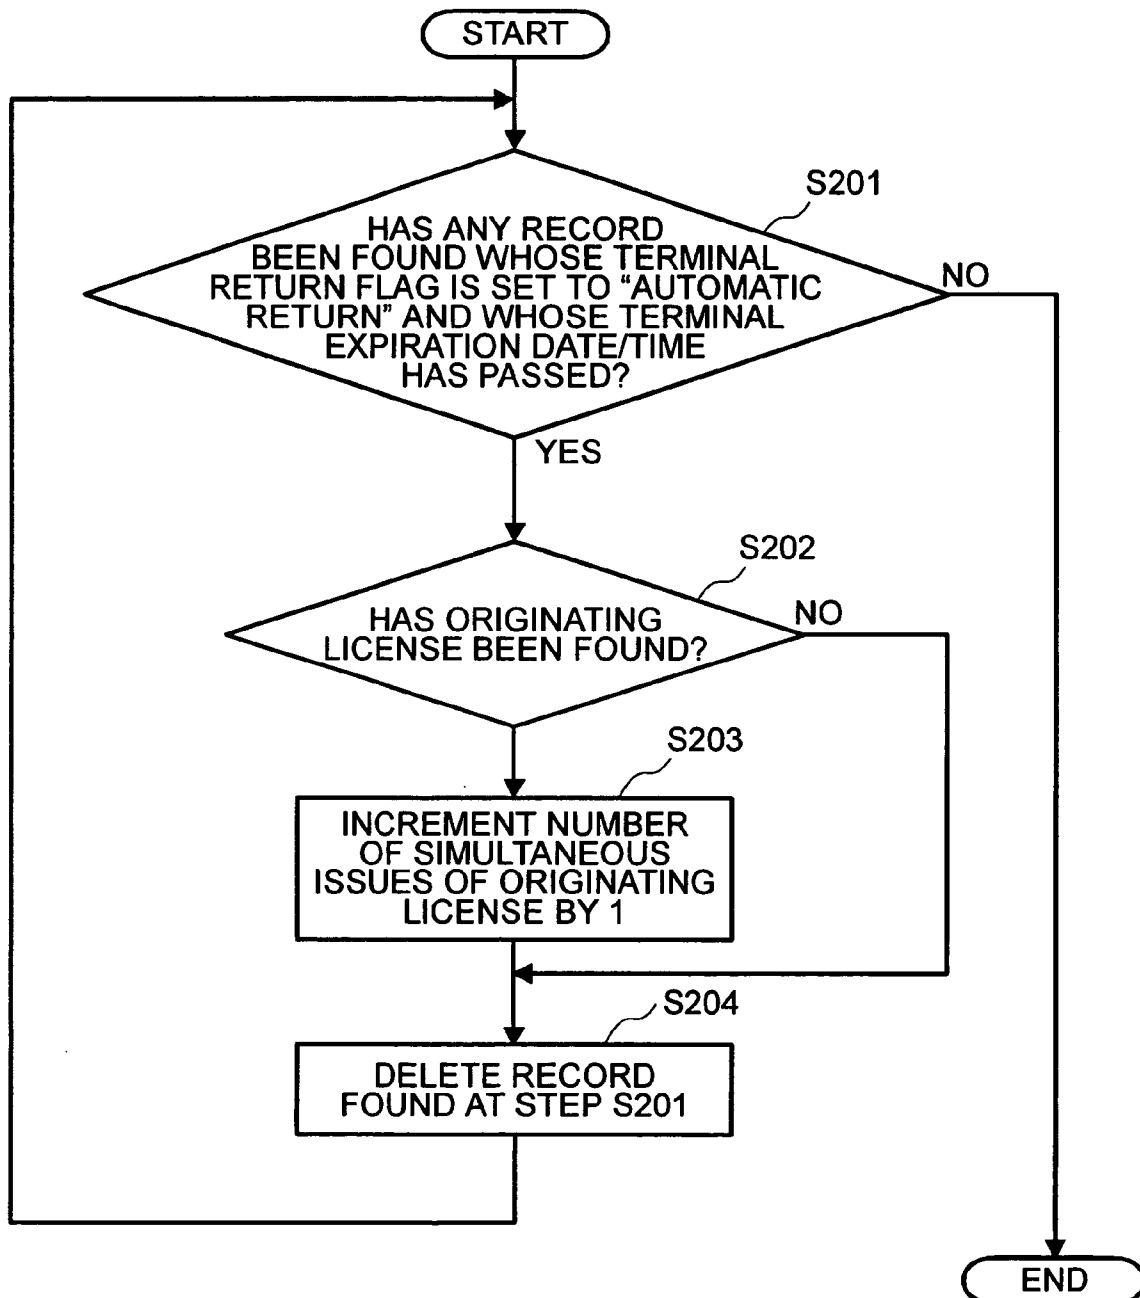 START
S201
HAS ANY RECORD
BEEN FOUND WHOSE TERMINAL
RETURN FLAG IS SET TO “AUTOMATIC
RETURN” AND WHOSE TERMINAL
EXPIRATION DATE/TIME
HAS PASSED?
NO
YES
S202
HAS ORIGINATING
LICENSE BEEN FOUND?
NO
S203
INCREMENT NUMBER
OF SIMULTANEOUS
ISSUES OF ORIGINATING
LICENSE BY 1
S204
DELETE RECORD
FOUND AT STEP S201
END